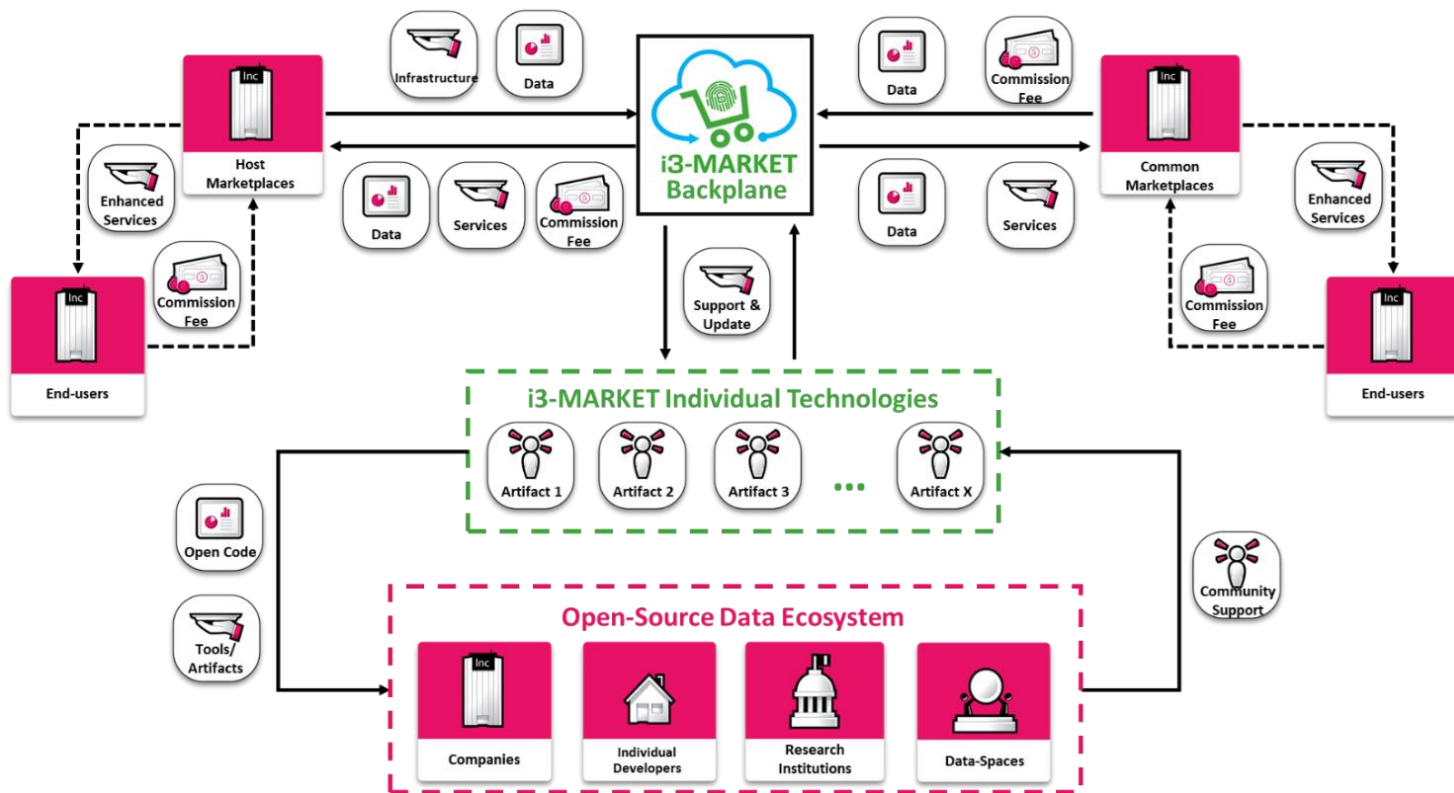 Infrastructure
Data
i3-MARKET
Backplane
Data
Commission
Fee
Inc
Host
Marketplaces
Inc
Common
Marketplaces
Enhanced
Services
Data
Services
Commission
Fee
Data
Services
Enhanced
Services
Commission
Fee
Commission
Fee
Inc
End-users
Support &
Update
Inc
End-users
i3-MARKET Individual Technologies
Artifact 1
Artifact 2
Artifact 3
...
Artifact X
Open Code
Tools/
Artifacts
Community
Support
Open-Source Data Ecosystem
Inc
Companies
Individual
Developers
Research
Institutions
Data-Spaces